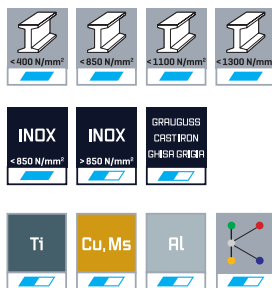 <400 N/mm² <850 N/mm² <1100 N/mm² <1300 N/mm²
INOX
<850 N/mm²
INOX
>850 N/mm²
GRAUGUSS
CAST IRON
GHISA GRIGIA
Ti Cu,Ms Al